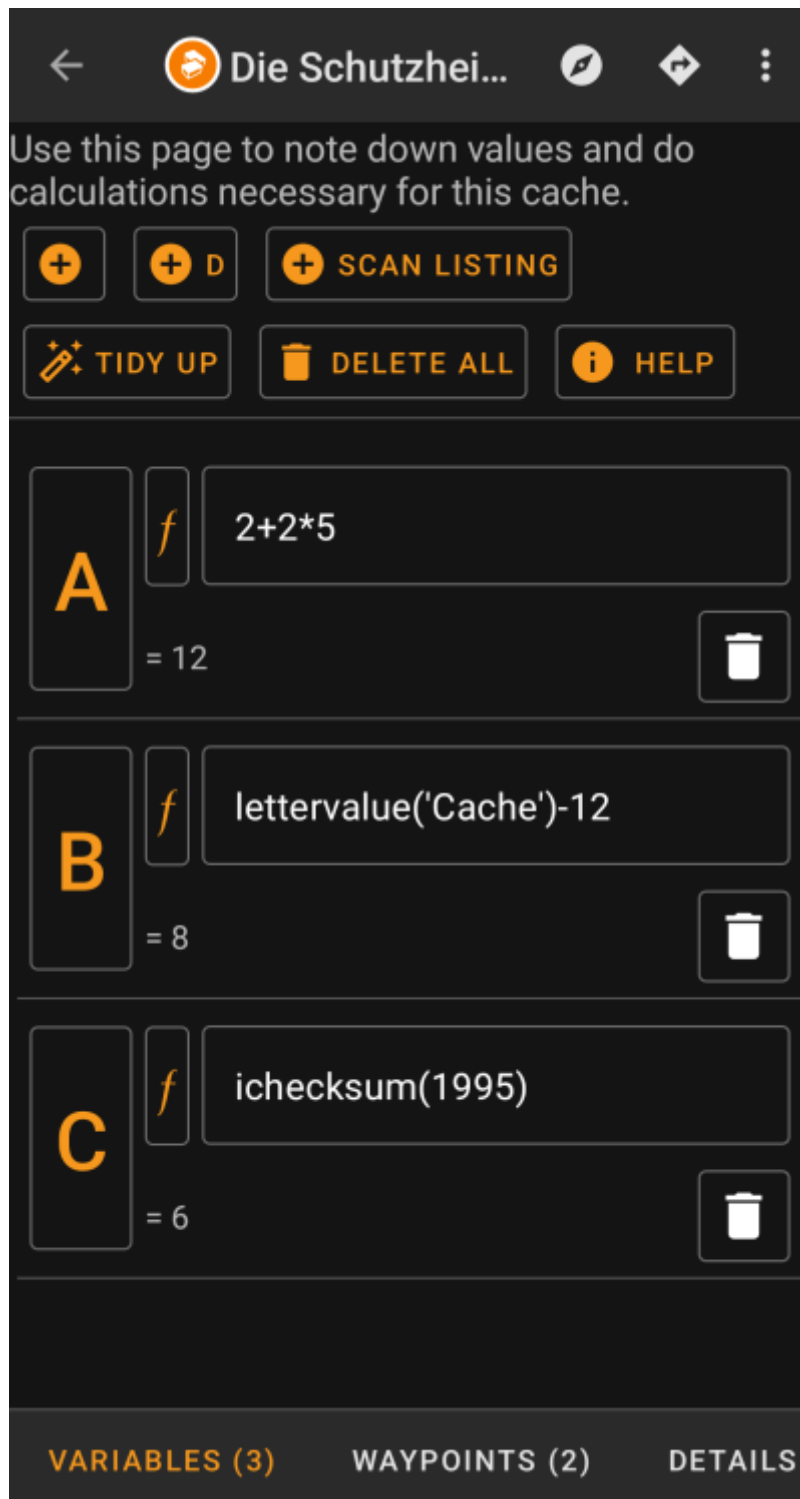 Die Schutzhei...
Use this page to note down values and do
calculations necessary for this cache.
D
SCAN LISTING
TIDY UP
DELETE ALL
HELP
A
f
2+2*5
= 12
B
f
lettervalue('Cache')-12
= 8
C
f
ichecksum(1995)
= 6
VARIABLES (3)
WAYPOINTS (2)
DETAILS